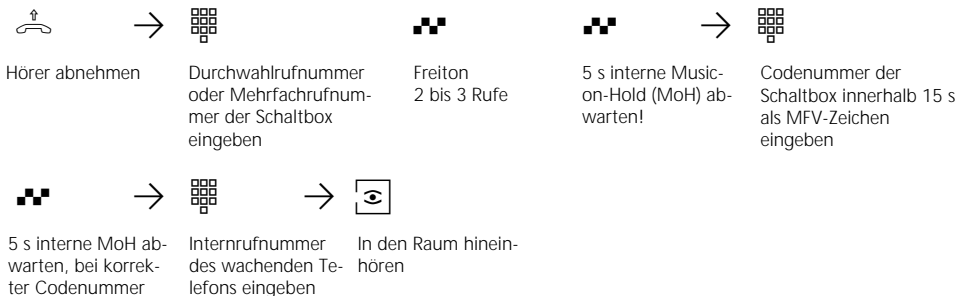 Hörer abnehmen
Durchwahlrufnummer
oder Mehrfachrufnum-
mer der Schaltbox
eingeben
Freiton
2 bis 3 Rufe
5 s interne Music-
on-Hold (MoH) ab-
warten!
Codenummer der
Schaltbox innerhalb 15 s
als MFV-Zeichen
eingeben
5 s interne MoH ab-
warten, bei korrek-
ter Codenummer
Internrufnummer
des wachenden Te-
lefons eingeben
In den Raum hinein-
hören